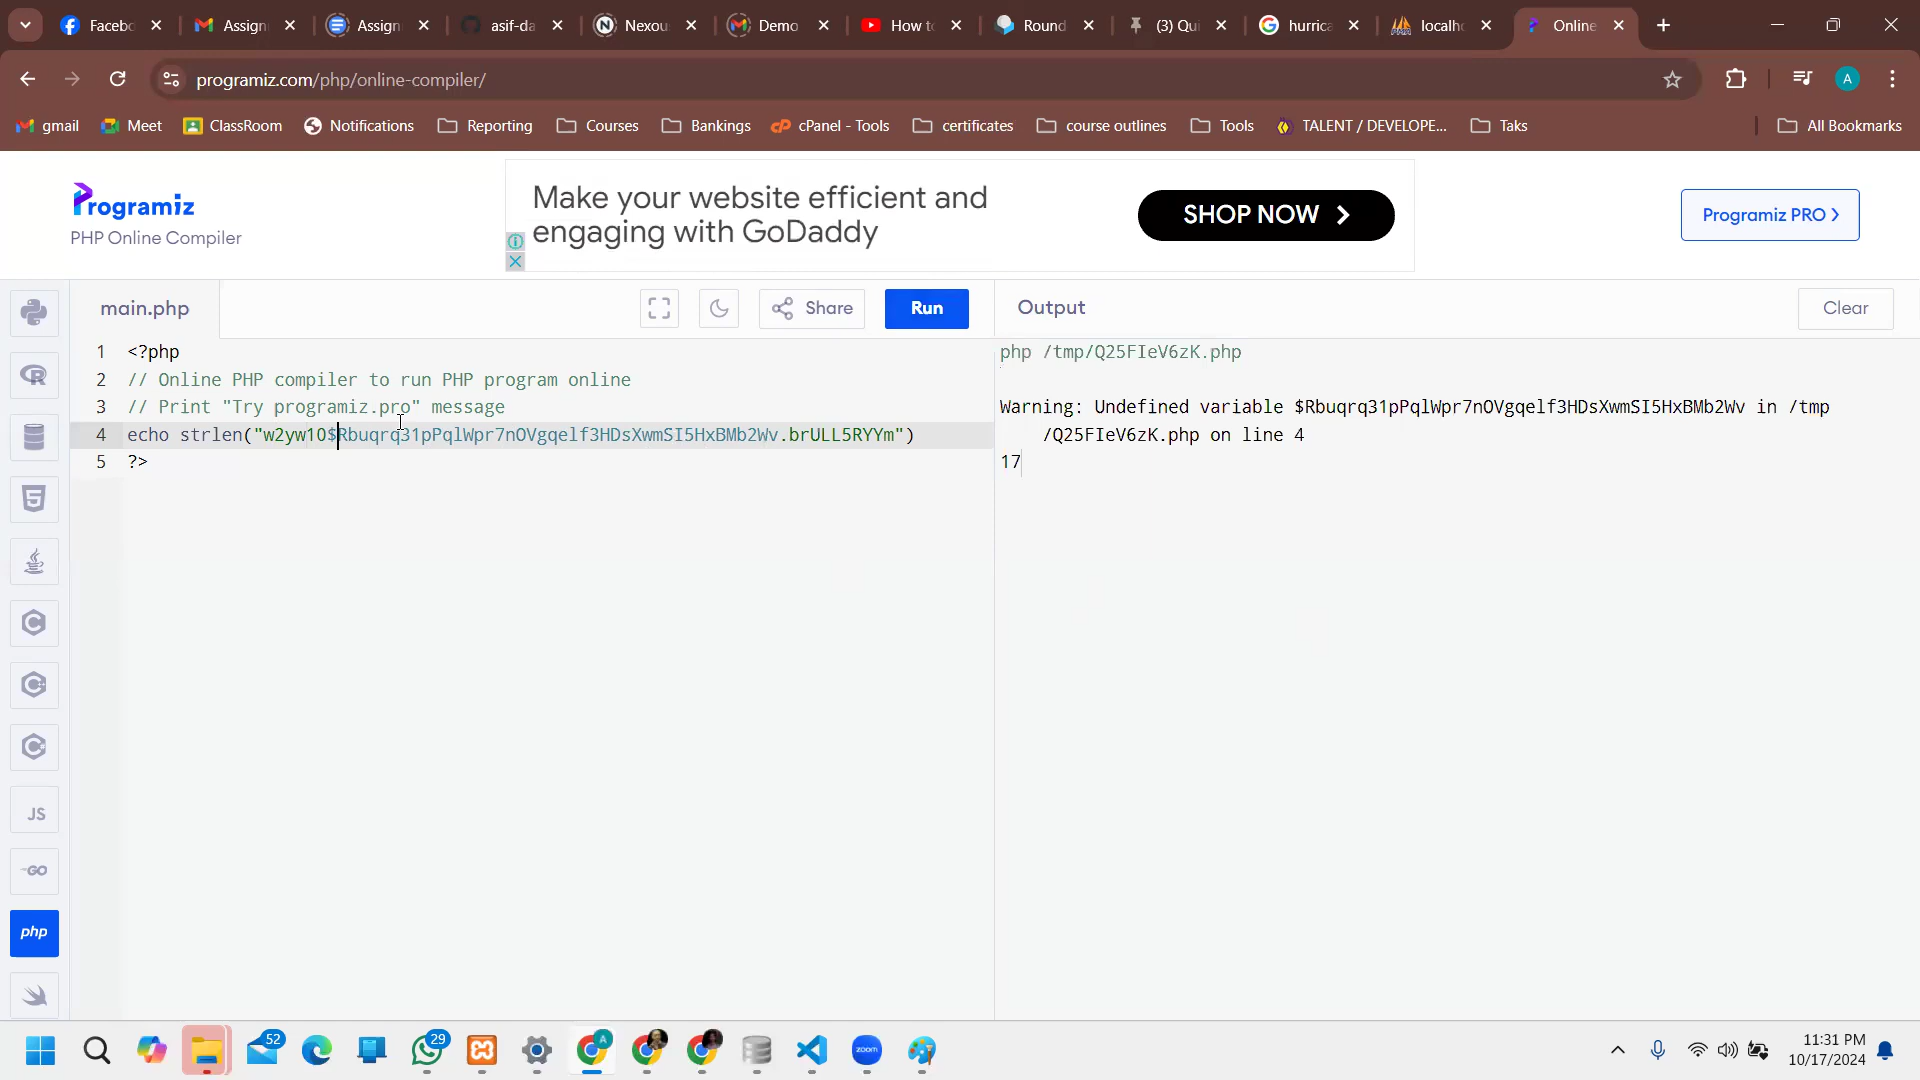 Facebo
Assign
Assign
asif-da
Nexou
Demo
How to
Round
(3) Qui
hurrica
localho
Online
programiz.com/php/online-compiler/
A
gmail
Meet
ClassRoom
Notifications
Reporting
Courses
Bankings
cPanel - Tools
certificates
course outlines
Tools
TALENT / DEVELOPE...
Taks
All Bookmarks
Programiz
PHP Online Compiler
Make your website efficient and
engaging with GoDaddy
SHOP NOW
Programiz PRO
main.php
Share
Run
Output
Clear
1 <?php
2 // Online PHP compiler to run PHP program online
3 // Print "Try programiz.pro" message
4 echo strlen("w2yw10$Rbuqrq31pPqlWpr7nOVgqelf3HDsXwmSI5HxBMb2Wv.brULL5RYYm")
5 ?>
php /tmp/Q25FIeV6zK.php
Warning: Undefined variable $Rbuqrq31pPqlWpr7nOVgqelf3HDsXwmSI5HxBMb2Wv in /tmp
/Q25FIeV6zK.php on line 4
17
JS
GO
php
52
29
A
zoom
11:31 PM
10/17/2024